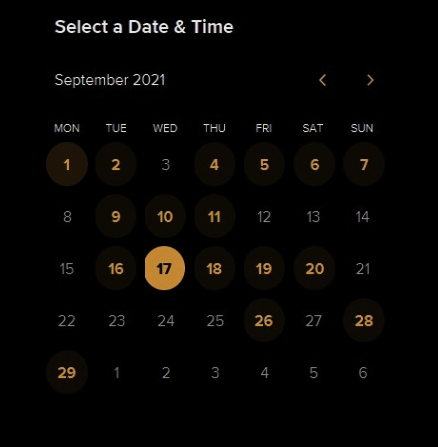 Select a Date & Time
September 2021
MON TUE WED THU FRI SAT SUN
1 2 3 4 5 6 7
8 9 10 11 12 13 14
15 16 17 18 19 20 21
22 23 24 25 26 27 28
29 1 2 3 4 5 6